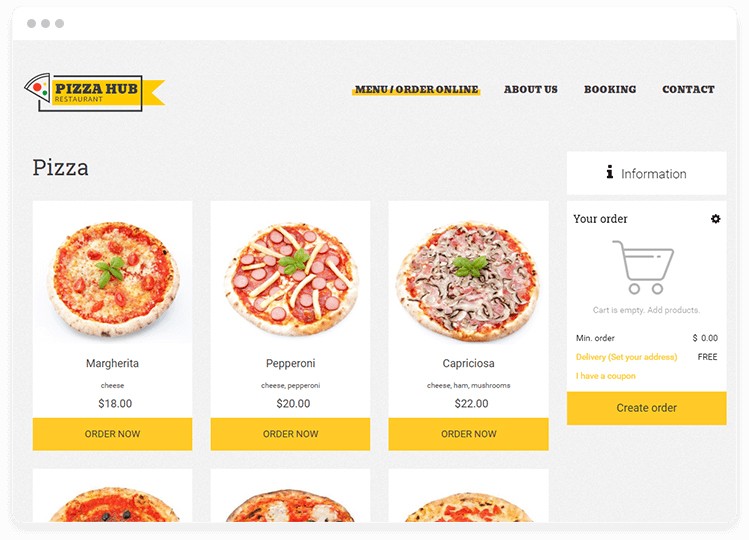 PIZZA HUB
RESTAURANT
MENU / ORDER ONLINE ABOUT US BOOKING CONTACT
Pizza
Information
Margherita
cheese
$18.00
ORDER NOW
Pepperoni
cheese, pepperoni
$20.00
ORDER NOW
Capriciosa
cheese, ham, mushrooms
$22.00
ORDER NOW
Your order
Cart is empty. Add products.
Min. order $ 0.00
Delivery (Set your address) FREE
I have a coupon
Create order